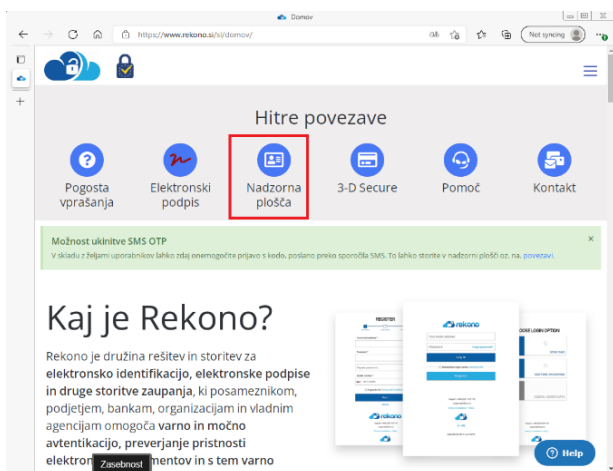 Domov
https://www.rekono.si/sl/domov/
Not syncing
Hitre povezave
Pogosta vprašanja
Elektronski podpis
Nadzorna plošča
3-D Secure
Pomoč
Kontakt
Možnost ukinitve SMS OTP
V skladu z željami uporabnikov lahko zdaj onemogočite prijavo s kodo, poslano preko sporočila SMS. To lahko storite v nadzorni plošči oz. na, povezavi.
Kaj je Rekono?
Rekono je družina rešitev in storitev za
elektronsko identifikacijo, elektronske podpise
in druge storitve zaupanja, ki posameznikom,
podjetjem, bankam, organizacijam in vladnim
agencijam omogoča varno in močno
avtentikacijo, preverjanje pristnosti
mentov in s tem varno
Zasebnost
REGISTER
rekono
LOGIN OPTION
Help